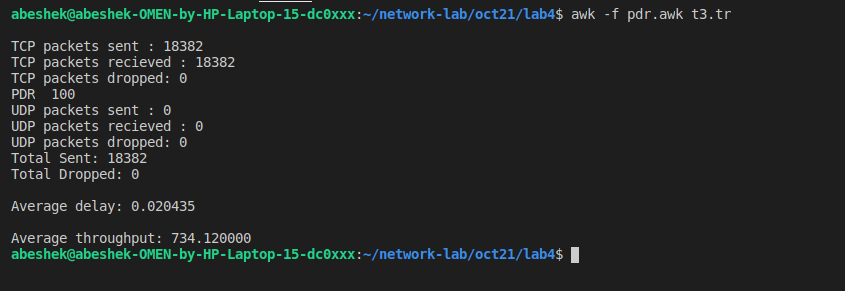 abeshek@abeshek-OMEN-by-HP-Laptop-15-dc0xxx:~/network-lab/oct21/lab4$ awk -f pdr.awk t3.tr
TCP packets sent : 18382
TCP packets recieved : 18382
TCP packets dropped: 0
PDR  100
UDP packets sent : 0
UDP packets recieved : 0
UDP packets dropped: 0
Total Sent: 18382
Total Dropped: 0
Average delay: 0.020435
Average throughput: 734.120000
abeshek@abeshek-OMEN-by-HP-Laptop-15-dc0xxx:~/network-lab/oct21/lab4$